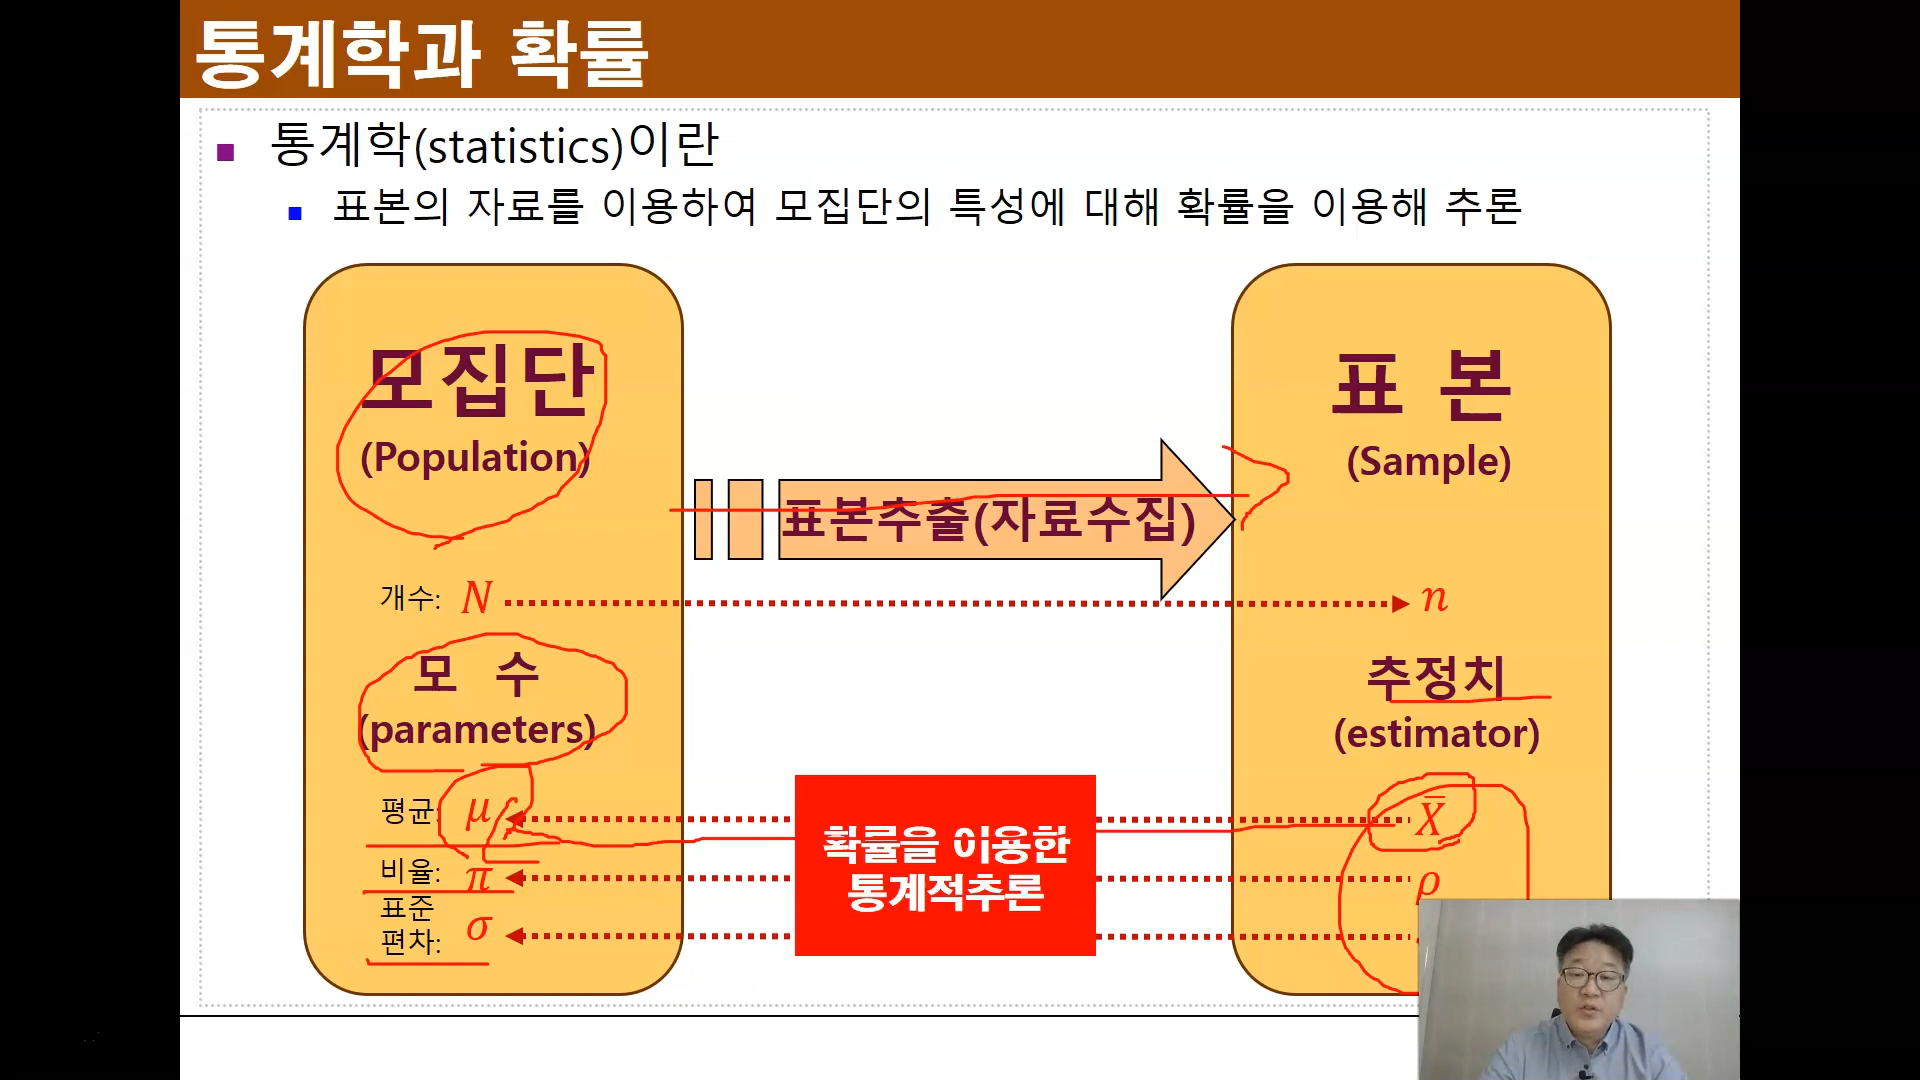 통계학과 확률
통계학(statistics)이란
표본의 자료를 이용하여 모집단의 특성에 대해 확률을 이용해 추론
모집단
(Population)
표본추출(자료수집)
표 본
(Sample)
개수: N
n
모 수
(parameters)
추정치
(estimator)
평균: μ
X̄
비율: π
ρ
표준
편차: σ
확률을 이용한
통계적추론